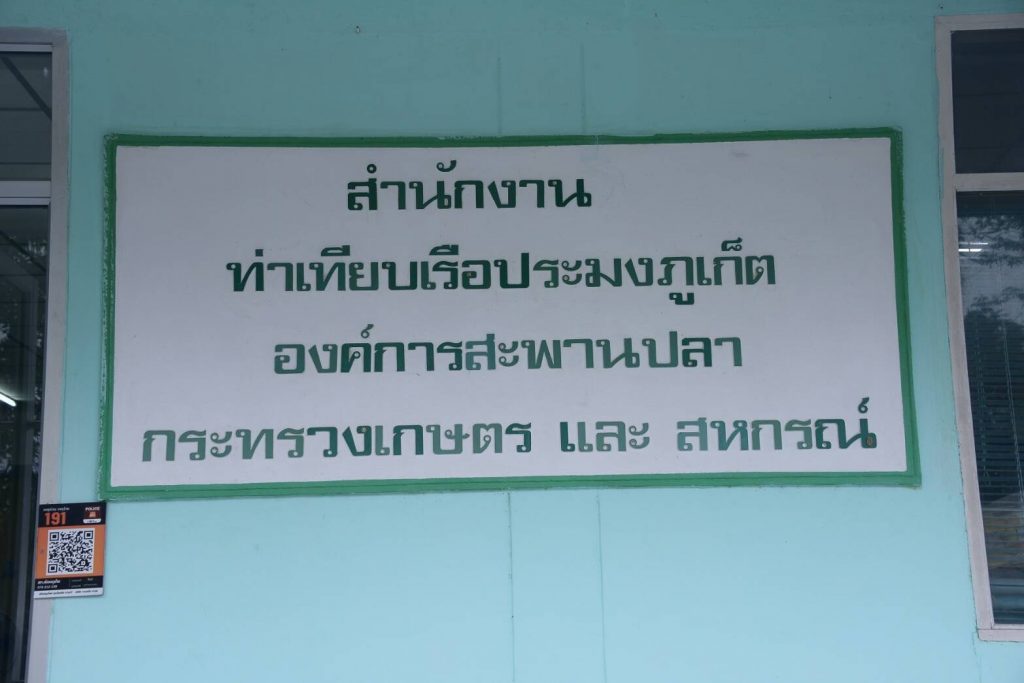 สำนักงาน
ท่าเทียบเรือประมงภูเก็ต
องค์การสะพานปลา
กระทรวงเกษตร และ สหกรณ์
191
POLICE